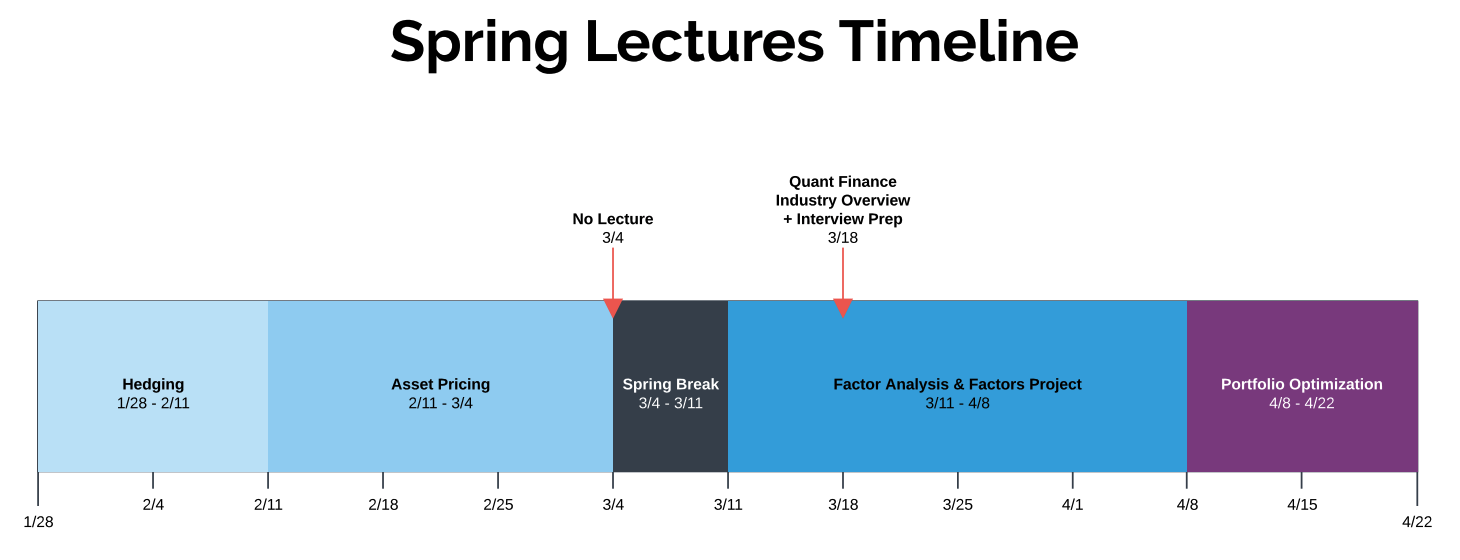 Spring Lectures Timeline
Quant Finance
Industry Overview
+ Interview Prep
3/18
No Lecture
3/4
Hedging
1/28 - 2/11
Asset Pricing
2/11 - 3/4
Spring Break
3/4 - 3/11
Factor Analysis & Factors Project
3/11 - 4/8
Portfolio Optimization
4/8 - 4/22
1/28
2/4
2/11
2/18
2/25
3/4
3/11
3/18
3/25
4/1
4/8
4/15
4/22